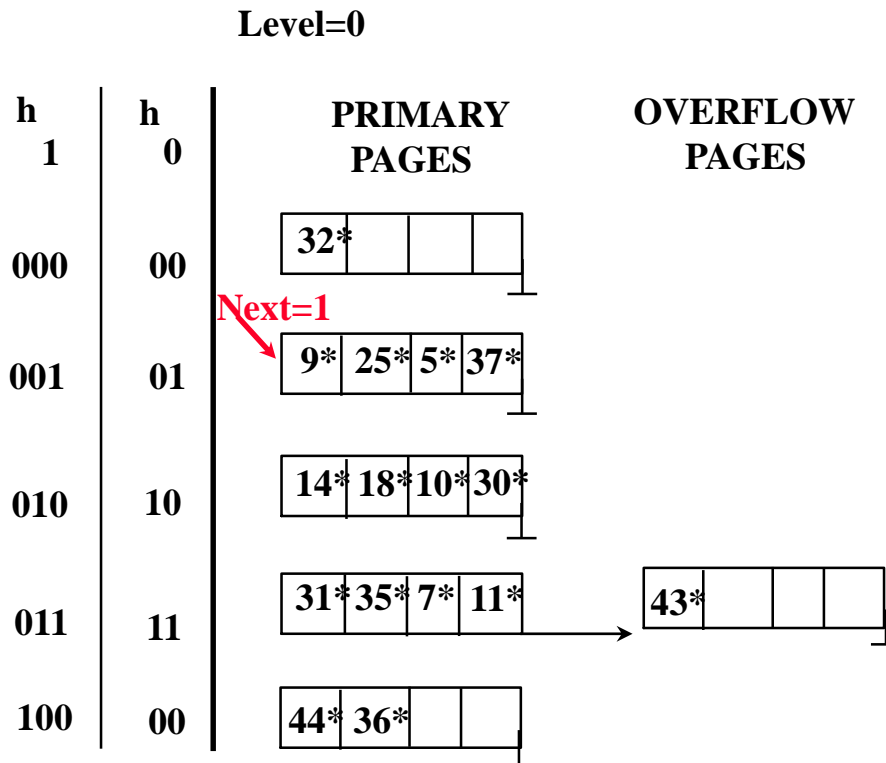 Level=0
h h PRIMARY OVERFLOW
1 0 PAGES PAGES
32*
000 00
Next=1
9* 25* 5* 37*
001 01
14* 18* 10* 30*
010 10
31* 35* 7* 11* 43*
011 11
100 00 44* 36*